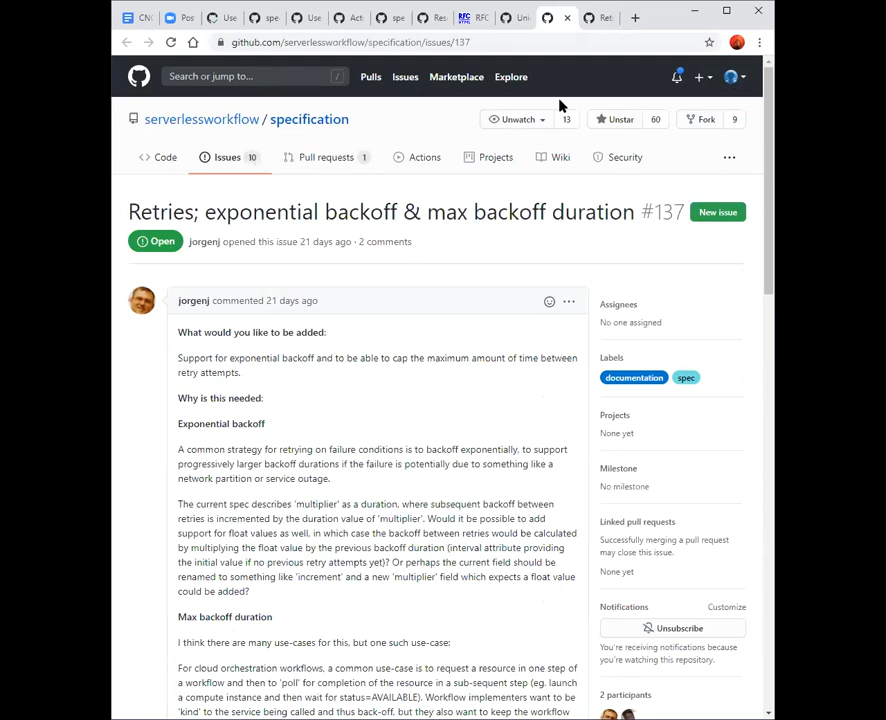 CNC
Pos
Use
spe
Use
Acti
spe
Res
RFC
RFC
Uni
Ret
github.com/serverlessworkflow/specification/issues/137
Search or jump to... /
Pulls Issues Marketplace Explore
serverlessworkflow / specification
Unwatch 13 Unstar 60 Fork 9
Code Issues 10 Pull requests 1 Actions Projects Wiki Security
Retries; exponential backoff & max backoff duration #137
New issue
Open jorgenj opened this issue 21 days ago · 2 comments
jorgenj commented 21 days ago
What would you like to be added:
Support for exponential backoff and to be able to cap the maximum amount of time between
retry attempts.
Why is this needed:
Exponential backoff
A common strategy for retrying on failure conditions is to backoff exponentially, to support
progressively larger backoff durations if the failure is potentially due to something like a
network partition or service outage.
The current spec describes 'multiplier' as a duration, where subsequent backoff between
retries is incremented by the duration value of 'multiplier'. Would it be possible to add
support for float values as well, in which case the backoff between retries would be calculated
by multiplying the float value by the previous backoff duration (interval attribute providing
the initial value if no previous retry attempts yet)? Or perhaps the current field should be
renamed to something like 'increment' and a new 'multiplier' field which expects a float value
could be added?
Max backoff duration
I think there are many use-cases for this, but one such use-case:
For cloud orchestration workflows, a common use-case is to request a resource in one step of
a workflow and then to 'poll' for completion of the resource in a sub-sequent step (eg. launch
a compute instance and then wait for status=AVAILABLE). Workflow implementers want to be
'kind' to the service being called and thus back-off, but they also want to keep the workflow
Assignees
No one assigned
Labels
documentation spec
Projects
None yet
Milestone
No milestone
Linked pull requests
Successfully merging a pull request
may close this issue.
None yet
Notifications Customize
Unsubscribe
You're receiving notifications because
you're watching this repository.
2 participants